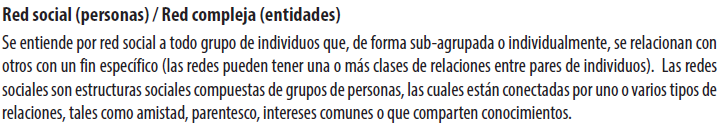 Red social (personas) / Red compleja (entidades)
Se entiende por red social a todo grupo de individuos que, de forma sub-agrupada o individualmente, se relacionan con
otros con un fin específico (las redes pueden tener una o más clases de relaciones entre pares de individuos). Las redes
sociales son estructuras sociales compuestas de grupos de personas, las cuales están conectadas por uno o varios tipos de
relaciones, tales como amistad, parentesco, intereses comunes o que comparten conocimientos.